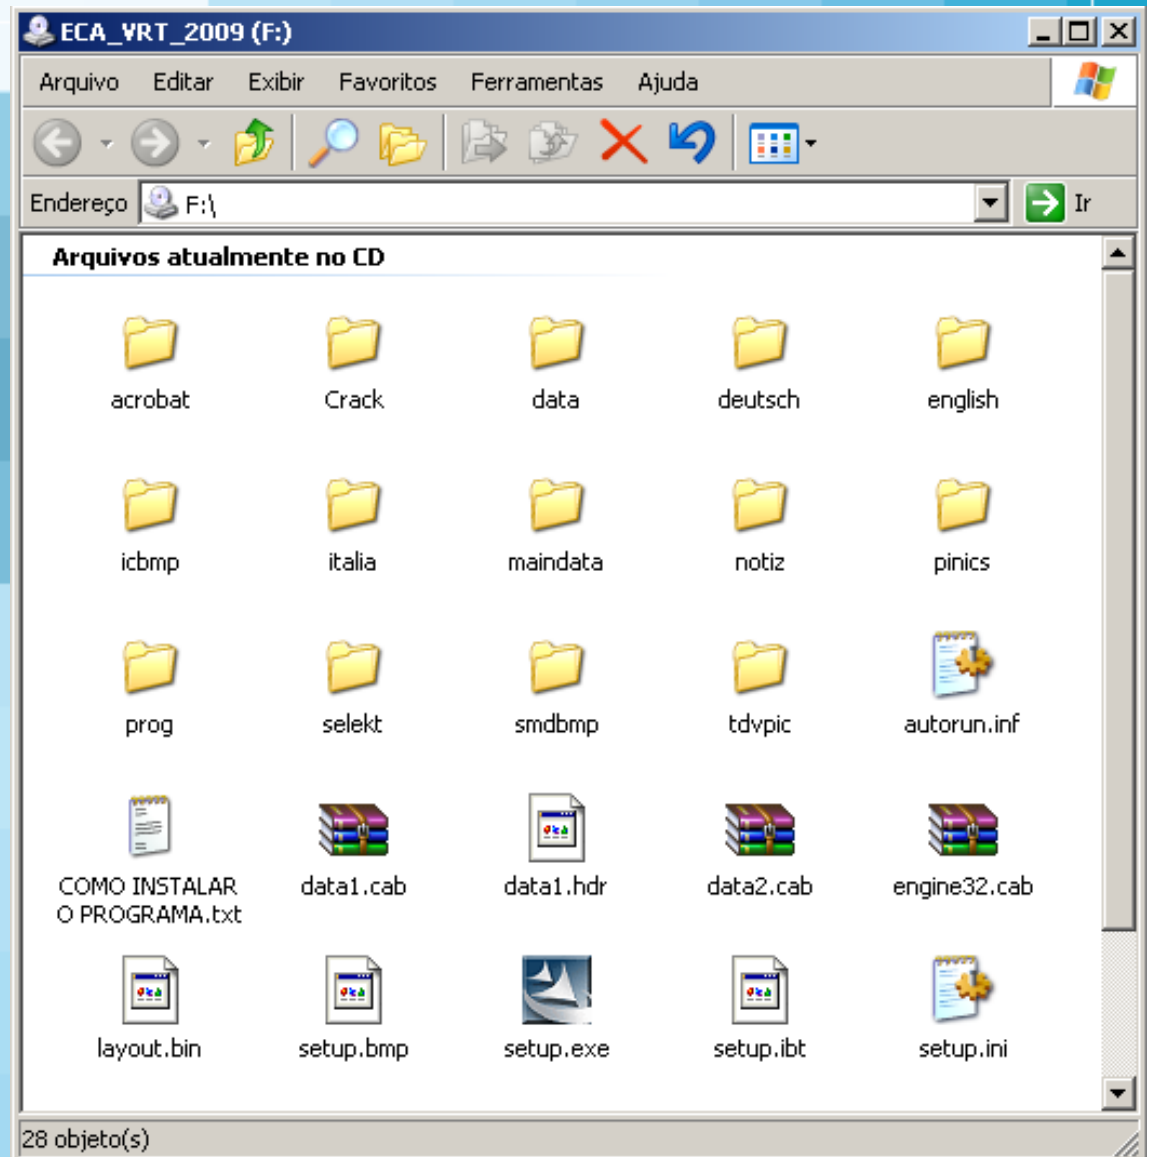 ECA_VRT_2009 (F:)
Arquivo Editar Exibir Favoritos Ferramentas Ajuda
Endereço F:\ Ir
Arquivos atualmente no CD
acrobat Crack data deutsch english
icbmp italia maindata notiz pinics
prog selekt smdbmp tdvpic autorun.inf
COMO INSTALAR data1.cab data1.hdr data2.cab engine32.cab
O PROGRAMA.txt
layout.bin setup.bmp setup.exe setup.ibt setup.ini
28 objeto(s)